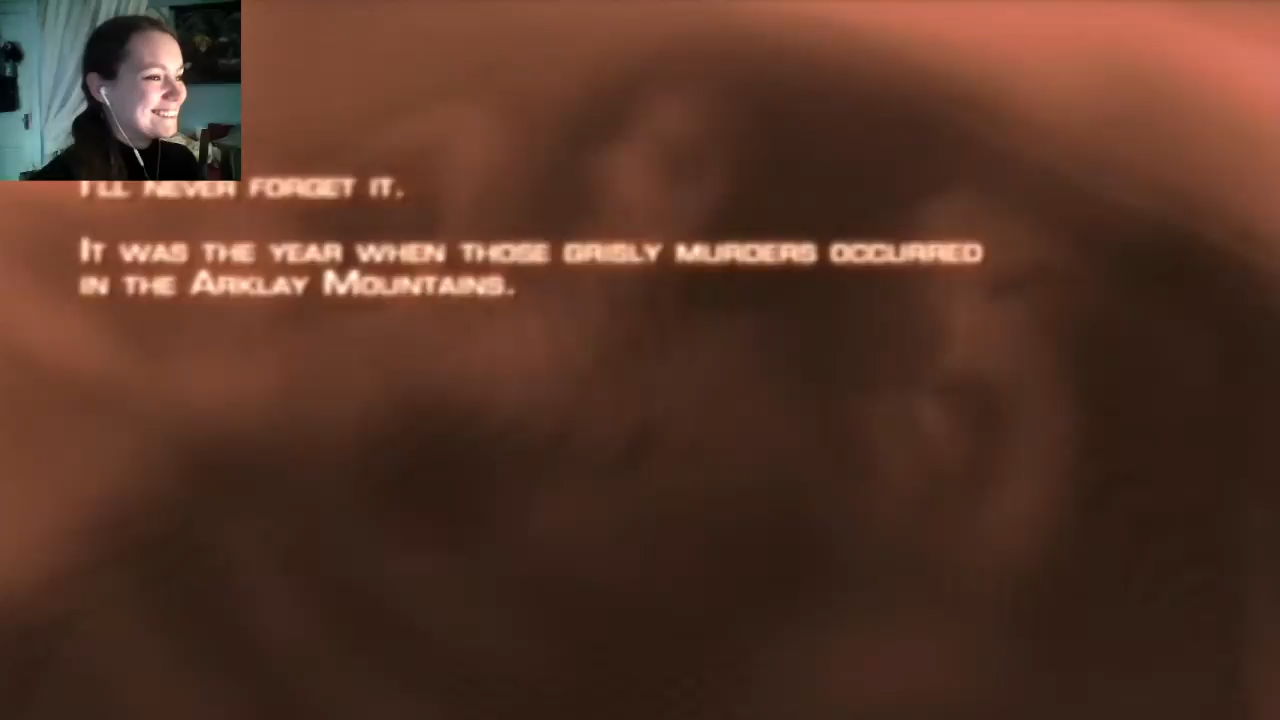 I'LL NEVER FORGET IT.
IT WAS THE YEAR WHEN THOSE GRISLY MURDERS OCCURRED
IN THE ARKLAY MOUNTAINS.